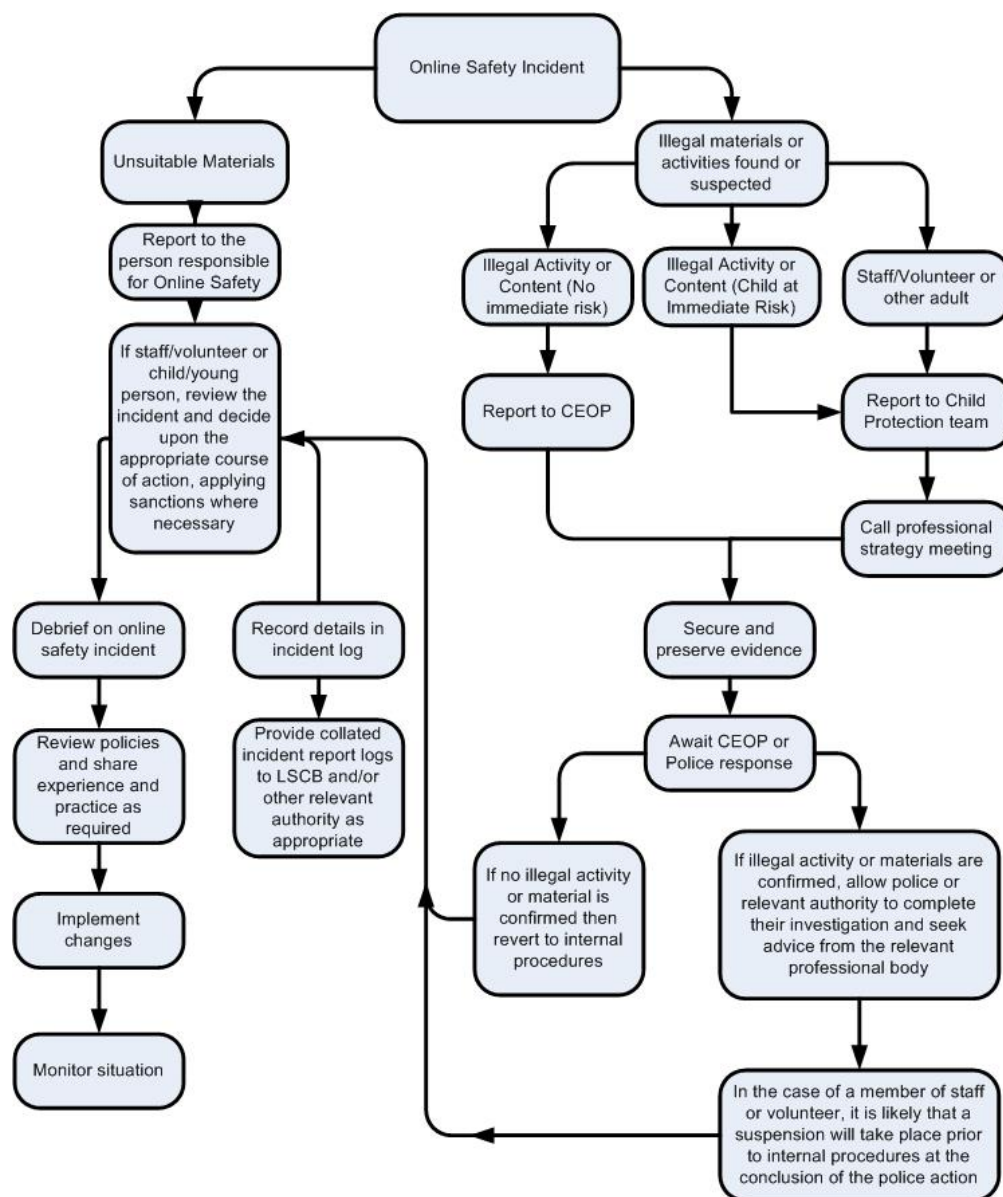 Online Safety Incident
Unsuitable Materials
Report to the
person responsible
for Online Safety
If staff/volunteer or
child/young
person, review the
incident and decide
upon the
appropriate course
of action, applying
sanctions where
necessary
Debrief on online
safety incident
Review policies
and share
experience and
practice as
required
Implement
changes
Monitor situation
Record details in
incident log
Provide collated
incident report logs
to LSCB and/or
other relevant
authority as
appropriate
Illegal materials or
activities found or
suspected
Illegal Activity or
Content (No
immediate risk)
Illegal Activity or
Content (Child at
Immediate Risk)
Staff/Volunteer or
other adult
Report to CEOP
Report to Child
Protection team
Call professional
strategy meeting
Secure and
preserve evidence
Await CEOP or
Police response
If no illegal activity
or material is
confirmed then
revert to internal
procedures
If illegal activity or materials are
confirmed, allow police or
relevant authority to complete
their investigation and seek
advice from the relevant
professional body
In the case of a member of staff
or volunteer, it is likely that a
suspension will take place prior
to internal procedures at the
conclusion of the police action